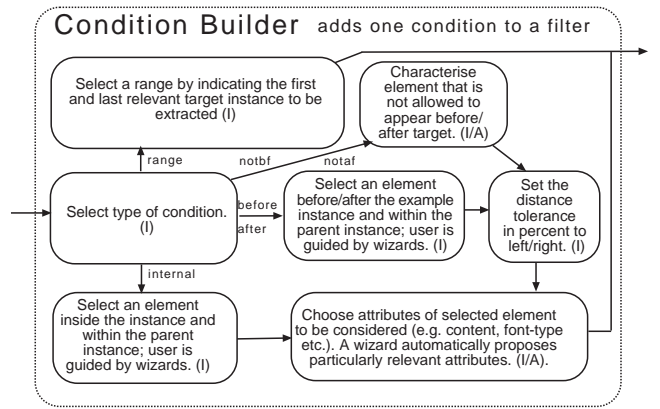 Condition Builder adds one condition to a filter
Select a range by indicating the first
and last relevant target instance to be
extracted (I)
Characterise
element that is
not allowed to
appear before/
after target. (I/A)
range
notbf
notaf
Select type of condition.
(I)
before
after
Select an element
before/after the example
instance and within the
parent instance; user is
guided by wizards. (I)
Set the
distance
tolerance
in percent to
left/right. (I)
internal
Select an element
inside the instance and
within the parent
instance; user is
guided by wizards. (I)
Choose attributes of selected element
to be considered (e.g. content, font-type
etc.). A wizard automatically proposes
particularly relevant attributes. (I/A).